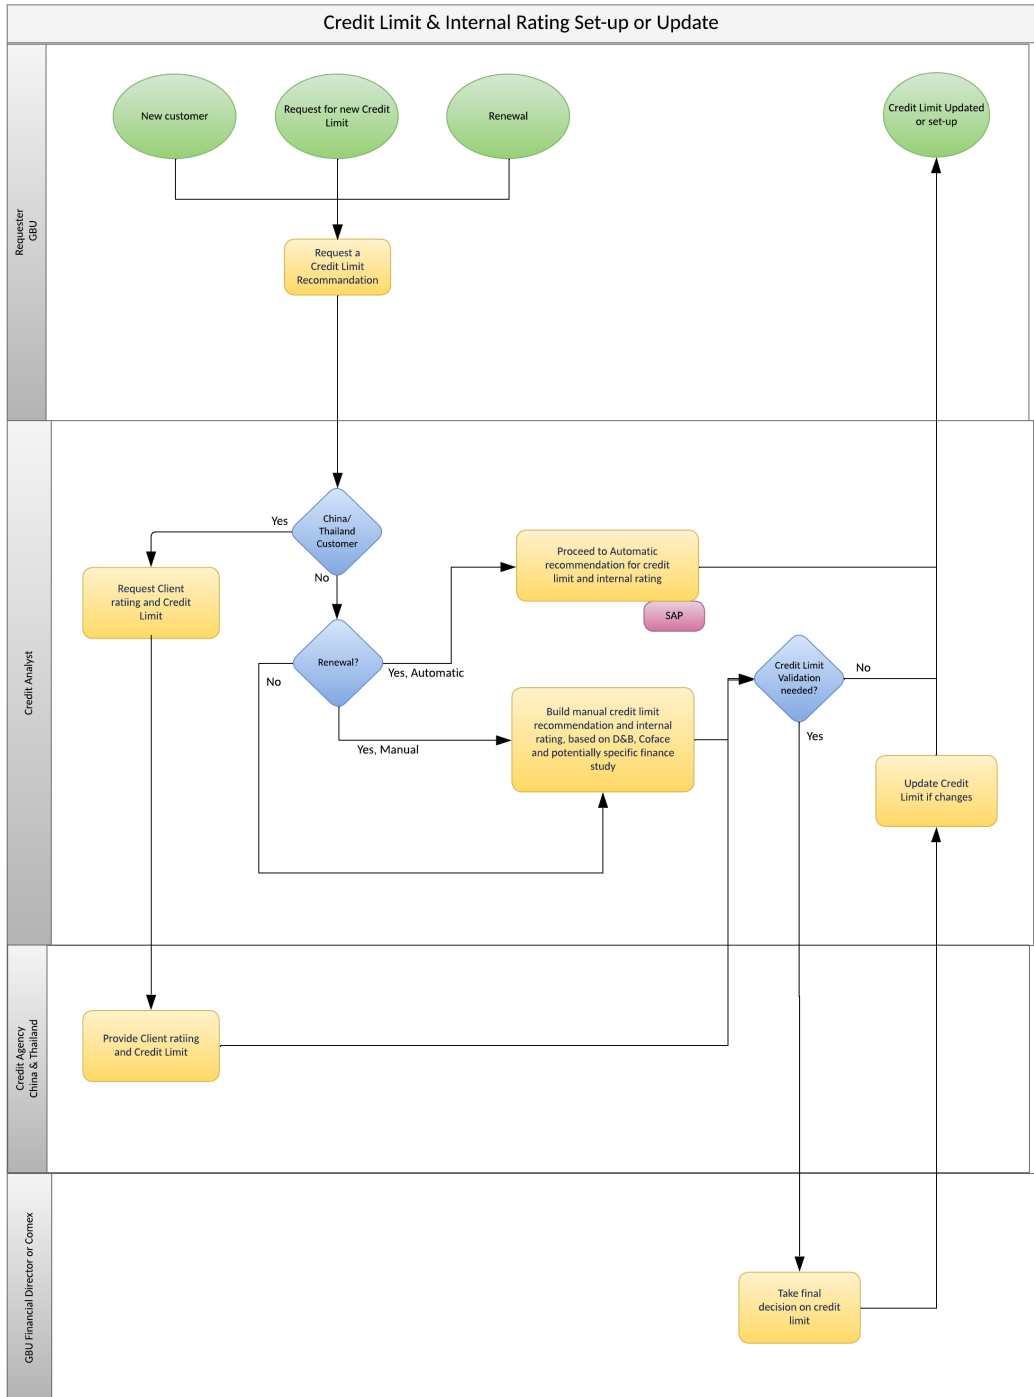 Credit Limit & Internal Rating Set-up or Update
Requester
GBU
New customer
Request for new Credit
Limit
Renewal
Credit Limit Updated
or set-up
Request a
Credit Limit
Recommandation
Credit Analyst
China/
Thailand
Customer
Yes
No
Request Client
ratiing and Credit
Limit
Proceed to Automatic
recommendation for credit
limit and internal rating
SAP
Renewal?
Yes, Automatic
No
Yes, Manual
Build manual credit limit
recommendation and internal
rating, based on D&B, Coface
and potentially specific finance
study
Credit Limit
Validation
needed?
No
Yes
Update Credit
Limit if changes
Credit Agency
China & Thailand
Provide Client ratiing
and Credit Limit
GBU Financial Director or Comex
Take final
decision on credit
limit